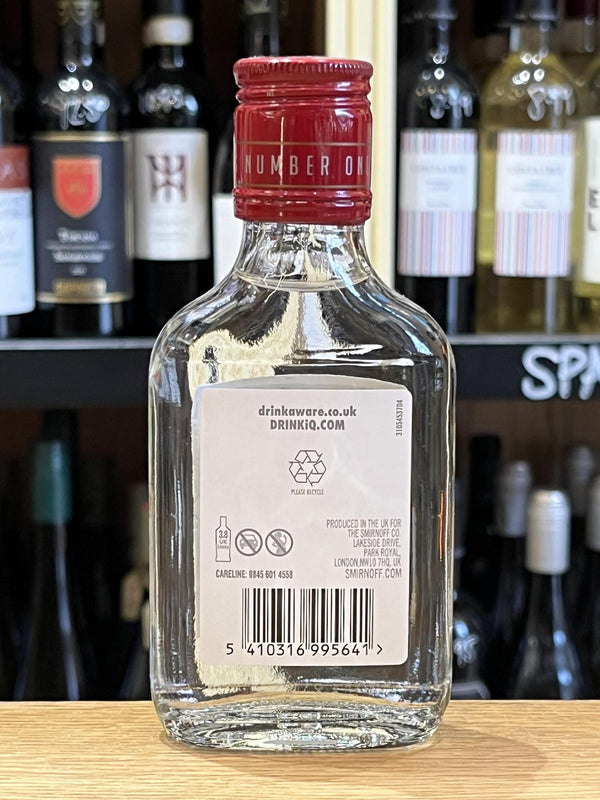 NUMBER ON
drinkaware.co.uk
DRINKiQ.COM
31054S3704
PLEASE RECYCLE
3.8
UK
Units
PRODUCED IN THE UK FOR
THE SMIRNOFF CO.
LAKESIDE DRIVE,
PARK ROYAL,
LONDON,NW10 7HQ, UK
SMIRNOFF.COM
CARELINE: 0845 601 4558
5 410316 995641 >
SPA